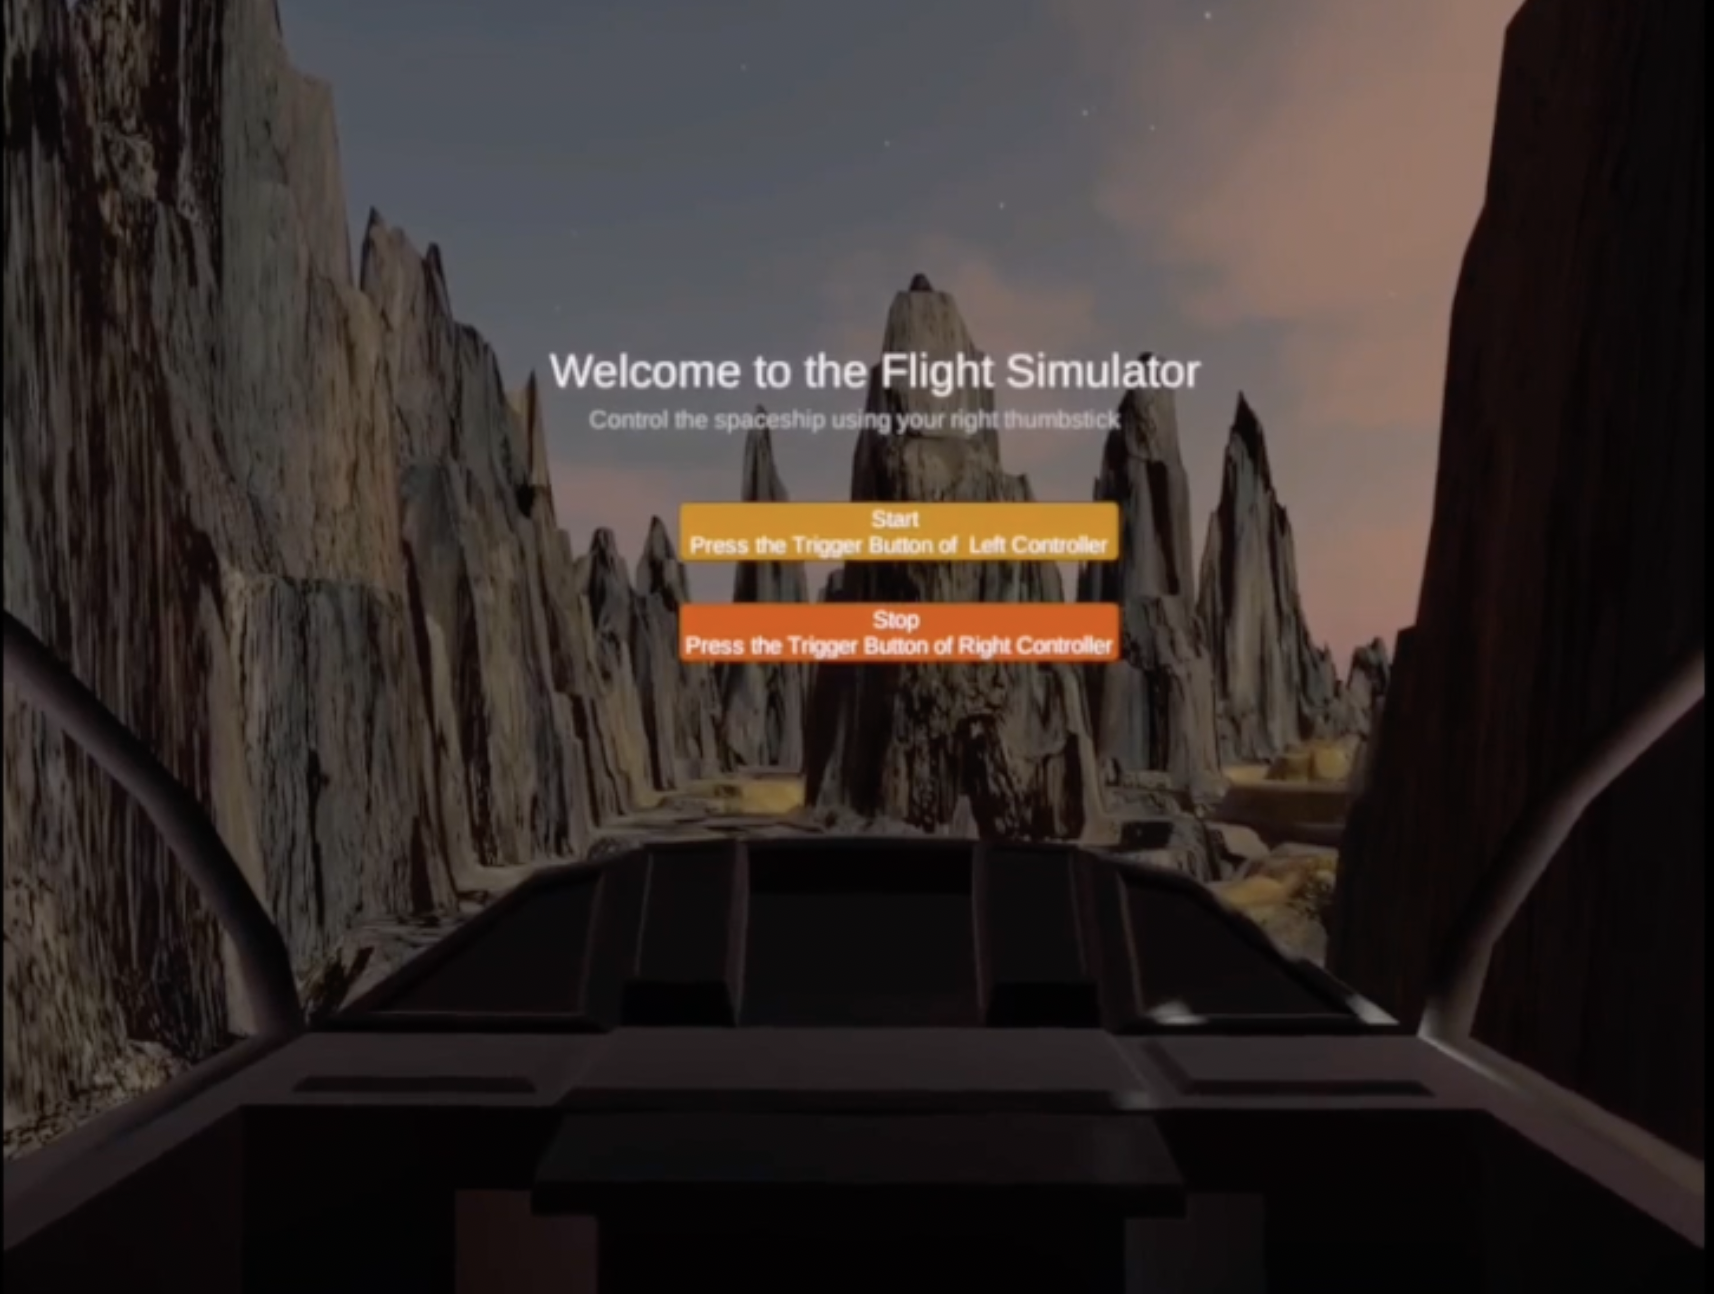 Welcome to the Flight Simulator
Control the spaceship using your right thumbstick
Start
Press the Trigger Button of  Left Controller
Stop
Press the Trigger Button of Right Controller